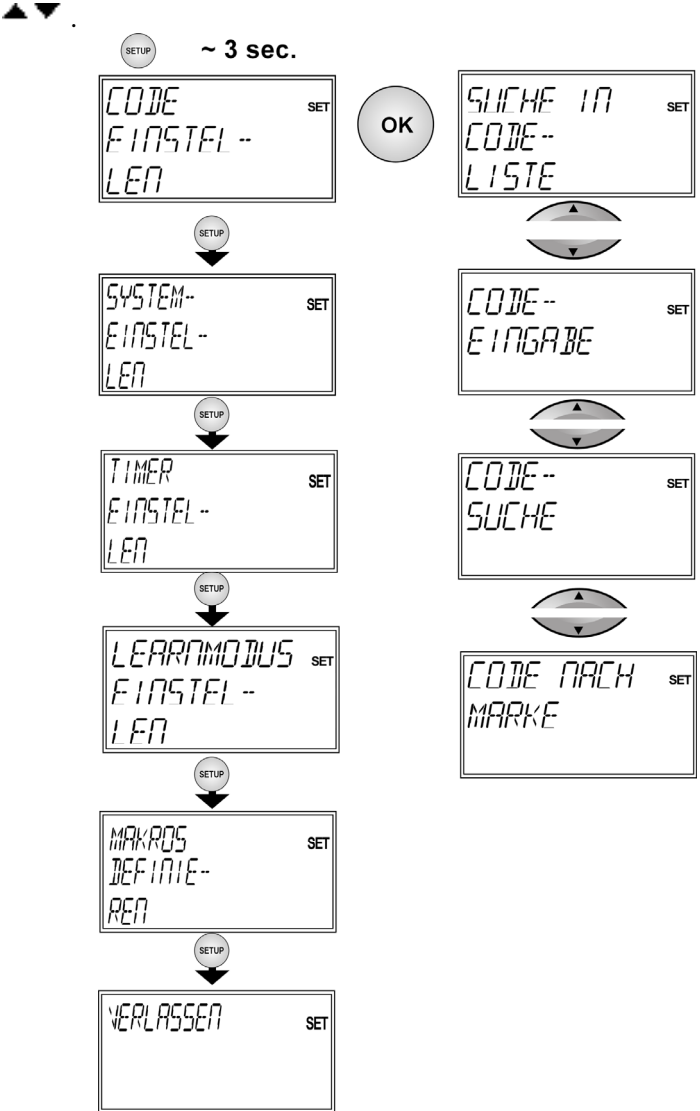 ▲ ▼ .
SETUP ~ 3 sec.
CODE SET
EINSTEL-
LEN
OK
SUCHE IN SET
CODE-
LISTE
▲
▼
SETUP
SYSTEM- SET
EINSTEL-
LEN
CODE- SET
EINGABE
SETUP
▲
▼
TIMER SET
EINSTEL-
LEN
CODE- SET
SUCHE
SETUP
▲
▼
LEARNMODUS SET
EINSTEL-
LEN
CODE NACH SET
MARKE
SETUP
MAKROS SET
DEFINIE-
REN
SETUP
VERLASSEN SET